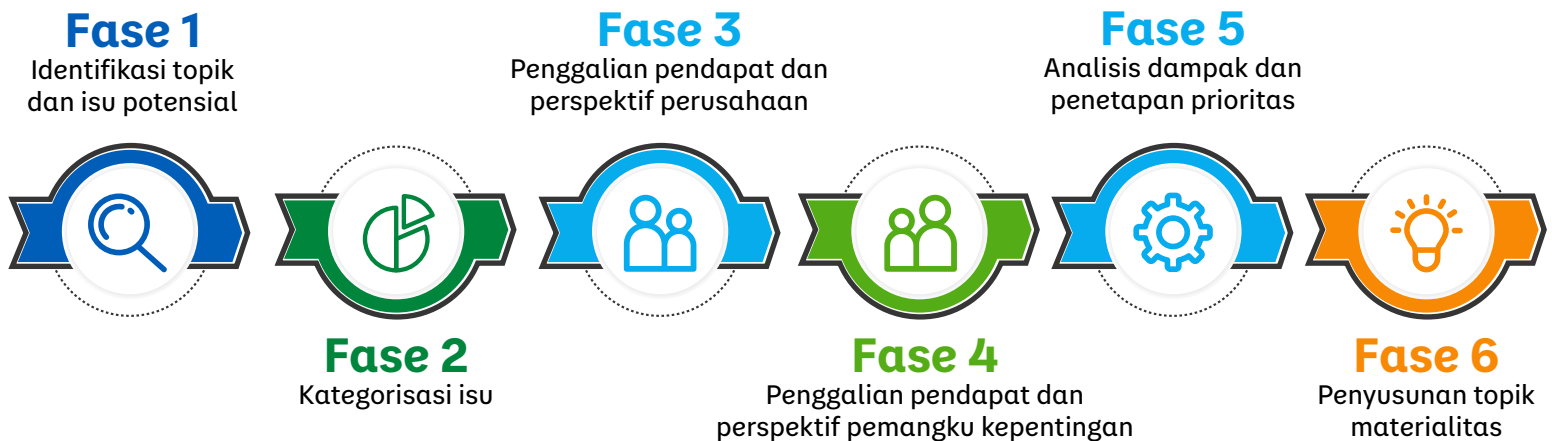 Fase 1
Identifikasi topik
dan isu potensial
Fase 2
Kategorisasi isu
Fase 3
Penggalian pendapat dan
perspektif perusahaan
Fase 4
Penggalian pendapat dan
perspektif pemangku kepentingan
Fase 5
Analisis dampak dan
penetapan prioritas
Fase 6
Penyusunan topik
materialitas